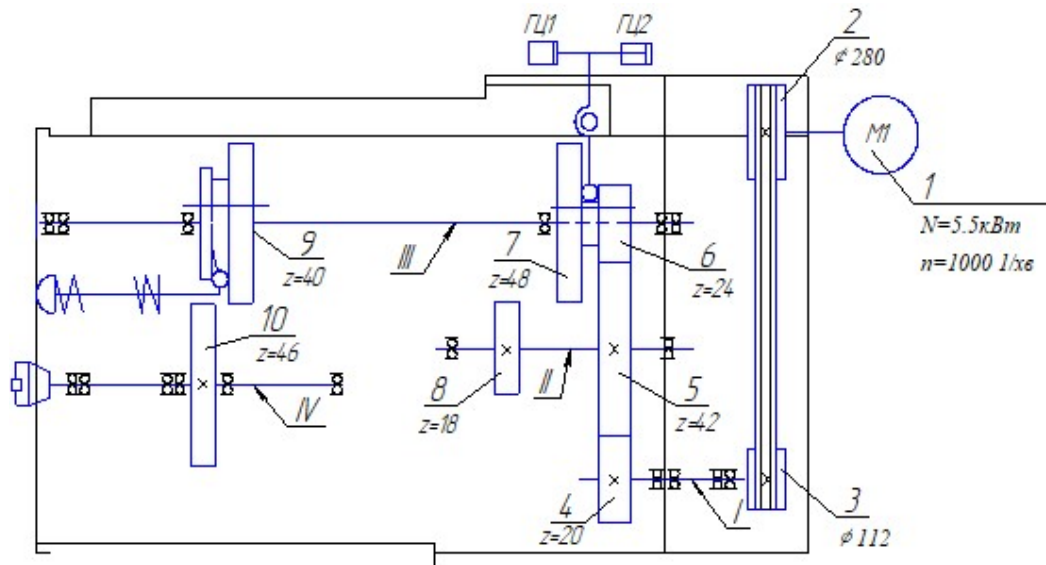 ГЦ1
ГЦ2
2
¢ 280
М1
1
N=5.5кВт
n=1000 1/хв
9
z=40
III
7
z=48
6
z=24
10
z=46
IV
8
z=18
II
5
z=42
4
z=20
I
3
¢ 112